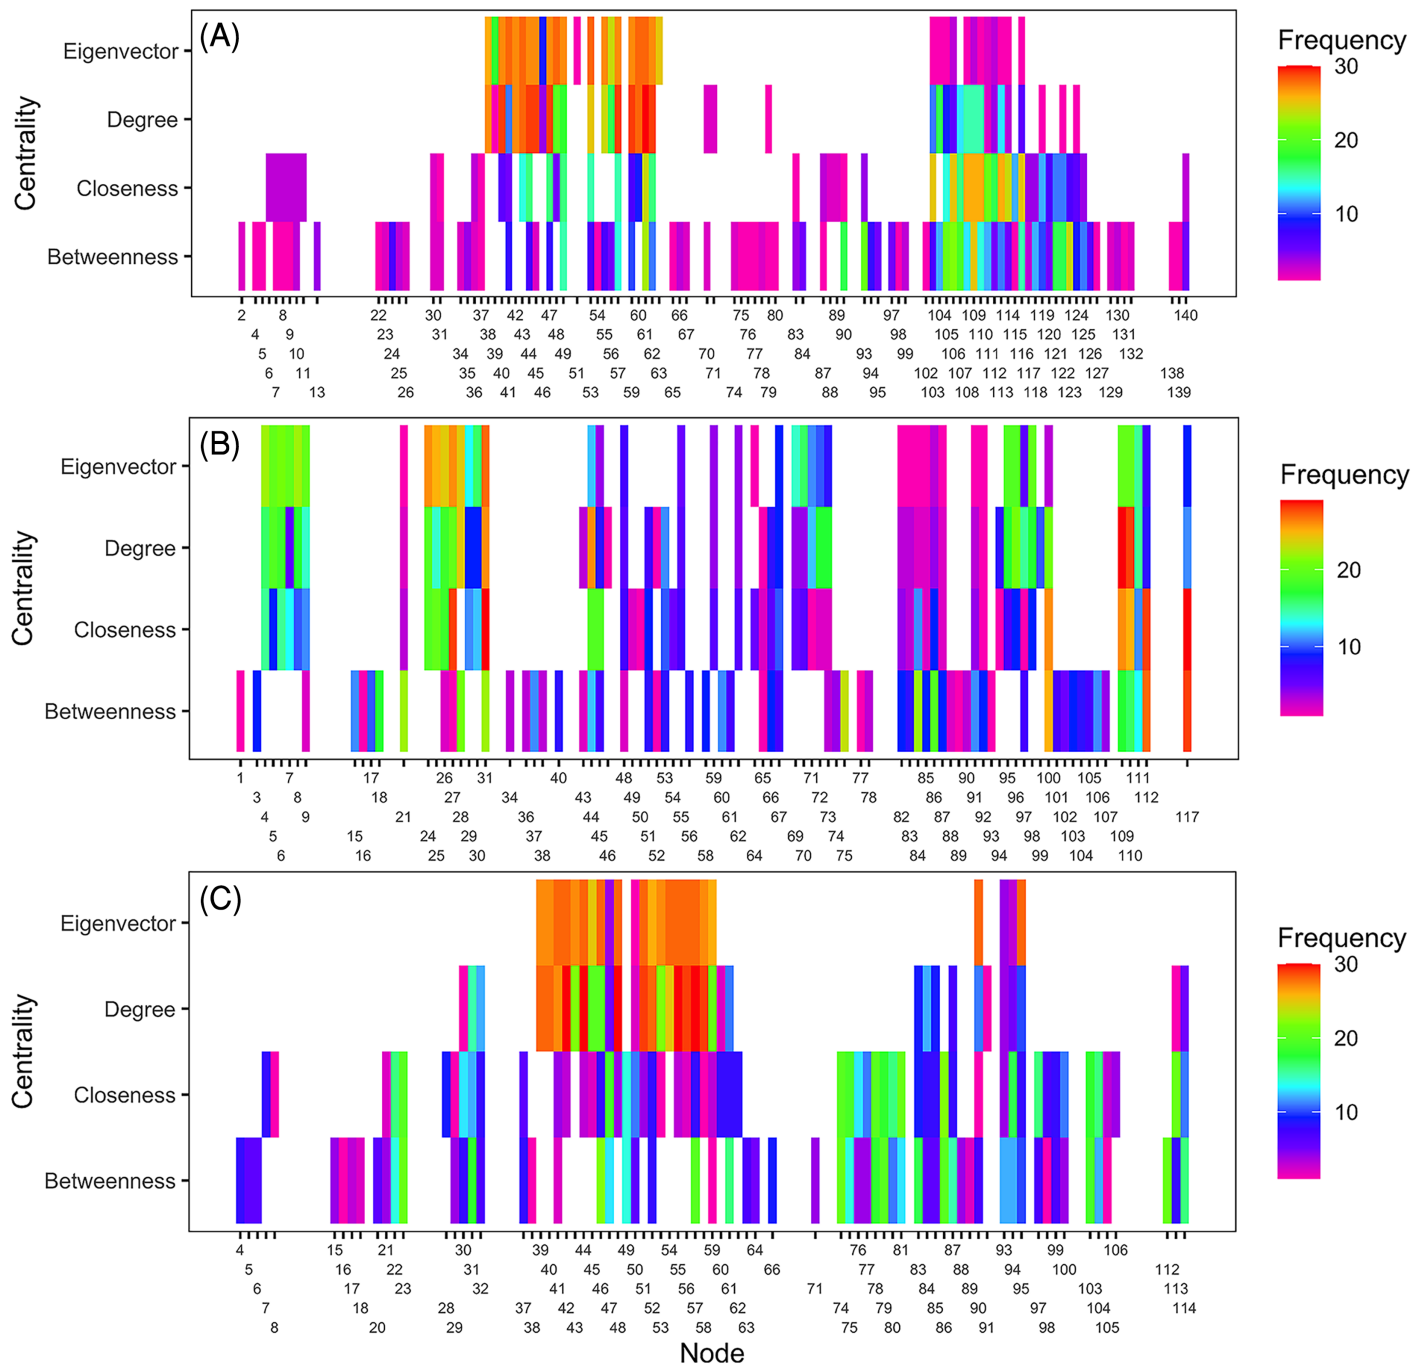 (A)
Eigenvector
Degree
Closeness
Betweenness
Centrality
Frequency
30
20
10
2 8 22 30 37 42 47 54 60 66 75 80 89 97 104 109 114 119 124 130 140
4 9 23 31 38 43 48 55 61 67 76 83 90 98 105 110 115 120 125 131
5 10 24 34 39 44 49 56 62 70 77 84 93 99 106 111 116 121 126 132
6 11 25 35 40 45 51 57 63 71 78 87 94 102 107 112 117 122 127 138
7 13 26 36 41 46 53 59 65 74 79 88 95 103 108 113 118 123 129 139
(B)
Eigenvector
Degree
Closeness
Betweenness
Centrality
Frequency
20
10
1 7 17 26 31 40 48 53 59 65 71 77 85 90 95 100 105 111
3 8 18 27 34 43 49 54 60 66 72 78 86 91 96 101 106 112
4 9 21 28 36 44 50 55 61 67 73 82 87 92 97 102 107 117
5 15 24 29 37 45 51 56 62 69 74 83 88 93 98 103 109
6 16 25 30 38 46 52 58 64 70 75 84 89 94 99 104 110
(C)
Eigenvector
Degree
Closeness
Betweenness
Centrality
Frequency
30
20
10
4 15 21 30 39 44 49 54 59 64 76 81 87 93 99 106
5 16 22 31 40 45 50 55 60 66 77 83 88 94 100 112
6 17 23 32 41 46 51 56 61 71 78 84 89 95 103 113
7 18 28 37 42 47 52 57 62 74 79 85 90 97 104 114
8 20 29 38 43 48 53 58 63 75 80 86 91 98 105
Node